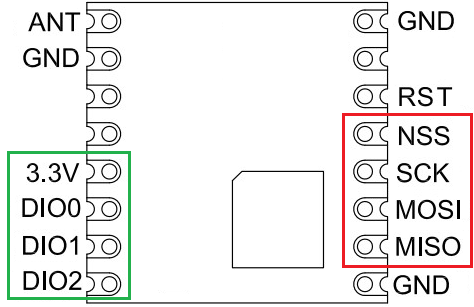 ANT
GND
3.3V
DIO0
DIO1
DIO2
GND
RST
NSS
SCK
MOSI
MISO
GND